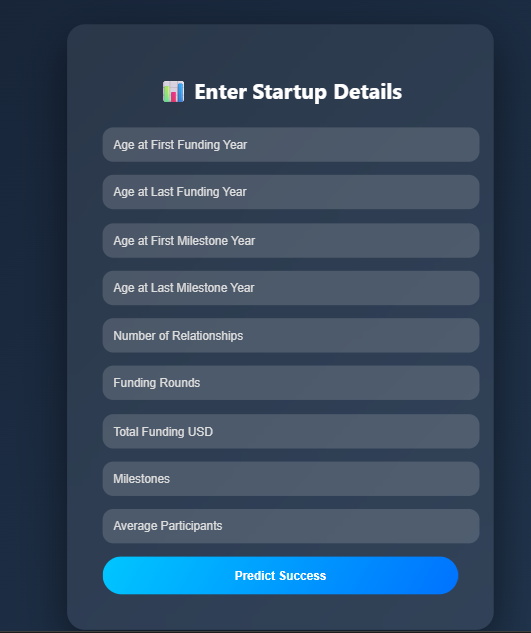 Enter Startup Details
Age at First Funding Year
Age at Last Funding Year
Age at First Milestone Year
Age at Last Milestone Year
Number of Relationships
Funding Rounds
Total Funding USD
Milestones
Average Participants
Predict Success